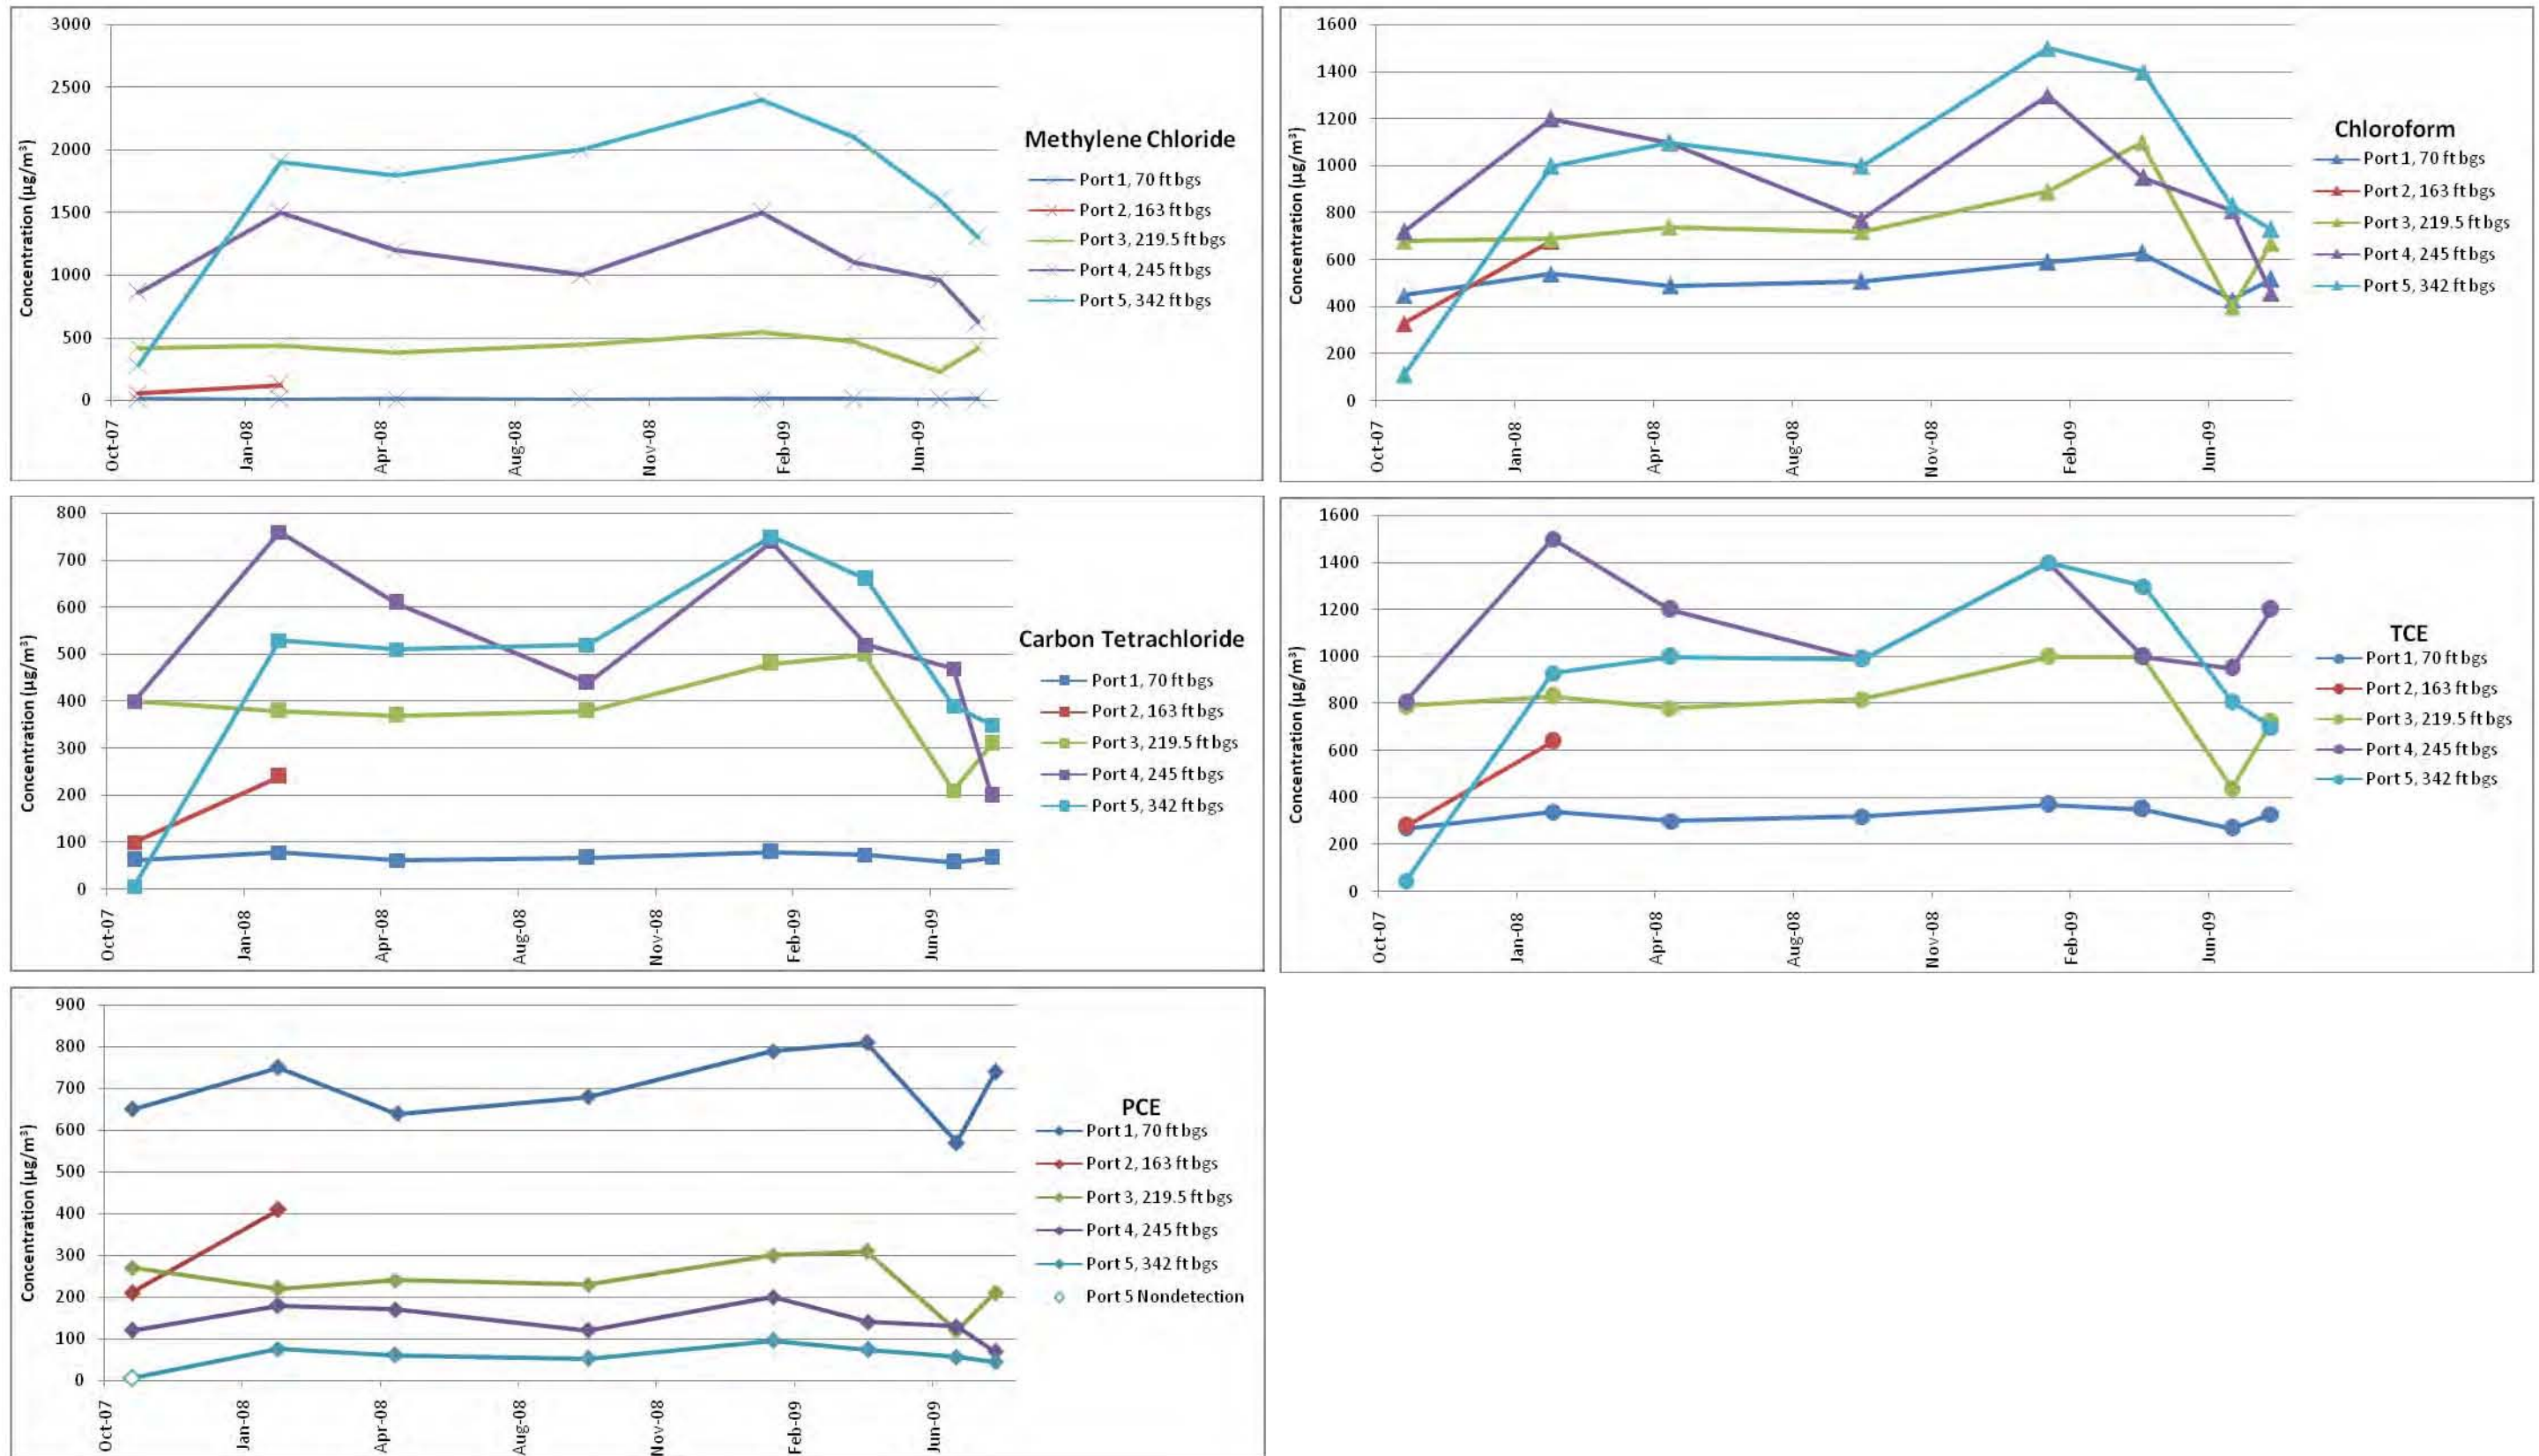 3000
2500
2000
1500
1000
500
0
Concentration (µg/m³)
Oct-07
Jan-08
Apr-08
Aug-08
Nov-08
Feb-09
Jun-09
Methylene Chloride
Port 1, 70 ft bgs
Port 2, 163 ft bgs
Port 3, 219.5 ft bgs
Port 4, 245 ft bgs
Port 5, 342 ft bgs
1600
1400
1200
1000
800
600
400
200
0
Concentration (µg/m³)
Oct-07
Jan-08
Apr-08
Aug-08
Nov-08
Feb-09
Jun-09
Chloroform
Port 1, 70 ft bgs
Port 2, 163 ft bgs
Port 3, 219.5 ft bgs
Port 4, 245 ft bgs
Port 5, 342 ft bgs
800
700
600
500
400
300
200
100
0
Concentration (µg/m³)
Oct-07
Jan-08
Apr-08
Aug-08
Nov-08
Feb-09
Jun-09
Carbon Tetrachloride
Port 1, 70 ft bgs
Port 2, 163 ft bgs
Port 3, 219.5 ft bgs
Port 4, 245 ft bgs
Port 5, 342 ft bgs
1600
1400
1200
1000
800
600
400
200
0
Concentration (µg/m³)
Oct-07
Jan-08
Apr-08
Aug-08
Nov-08
Feb-09
Jun-09
TCE
Port 1, 70 ft bgs
Port 2, 163 ft bgs
Port 3, 219.5 ft bgs
Port 4, 245 ft bgs
Port 5, 342 ft bgs
900
800
700
600
500
400
300
200
100
0
Concentration (µg/m³)
Oct-07
Jan-08
Apr-08
Aug-08
Nov-08
Feb-09
Jun-09
PCE
Port 1, 70 ft bgs
Port 2, 163 ft bgs
Port 3, 219.5 ft bgs
Port 4, 245 ft bgs
Port 5, 342 ft bgs
Port 5 Nondetection